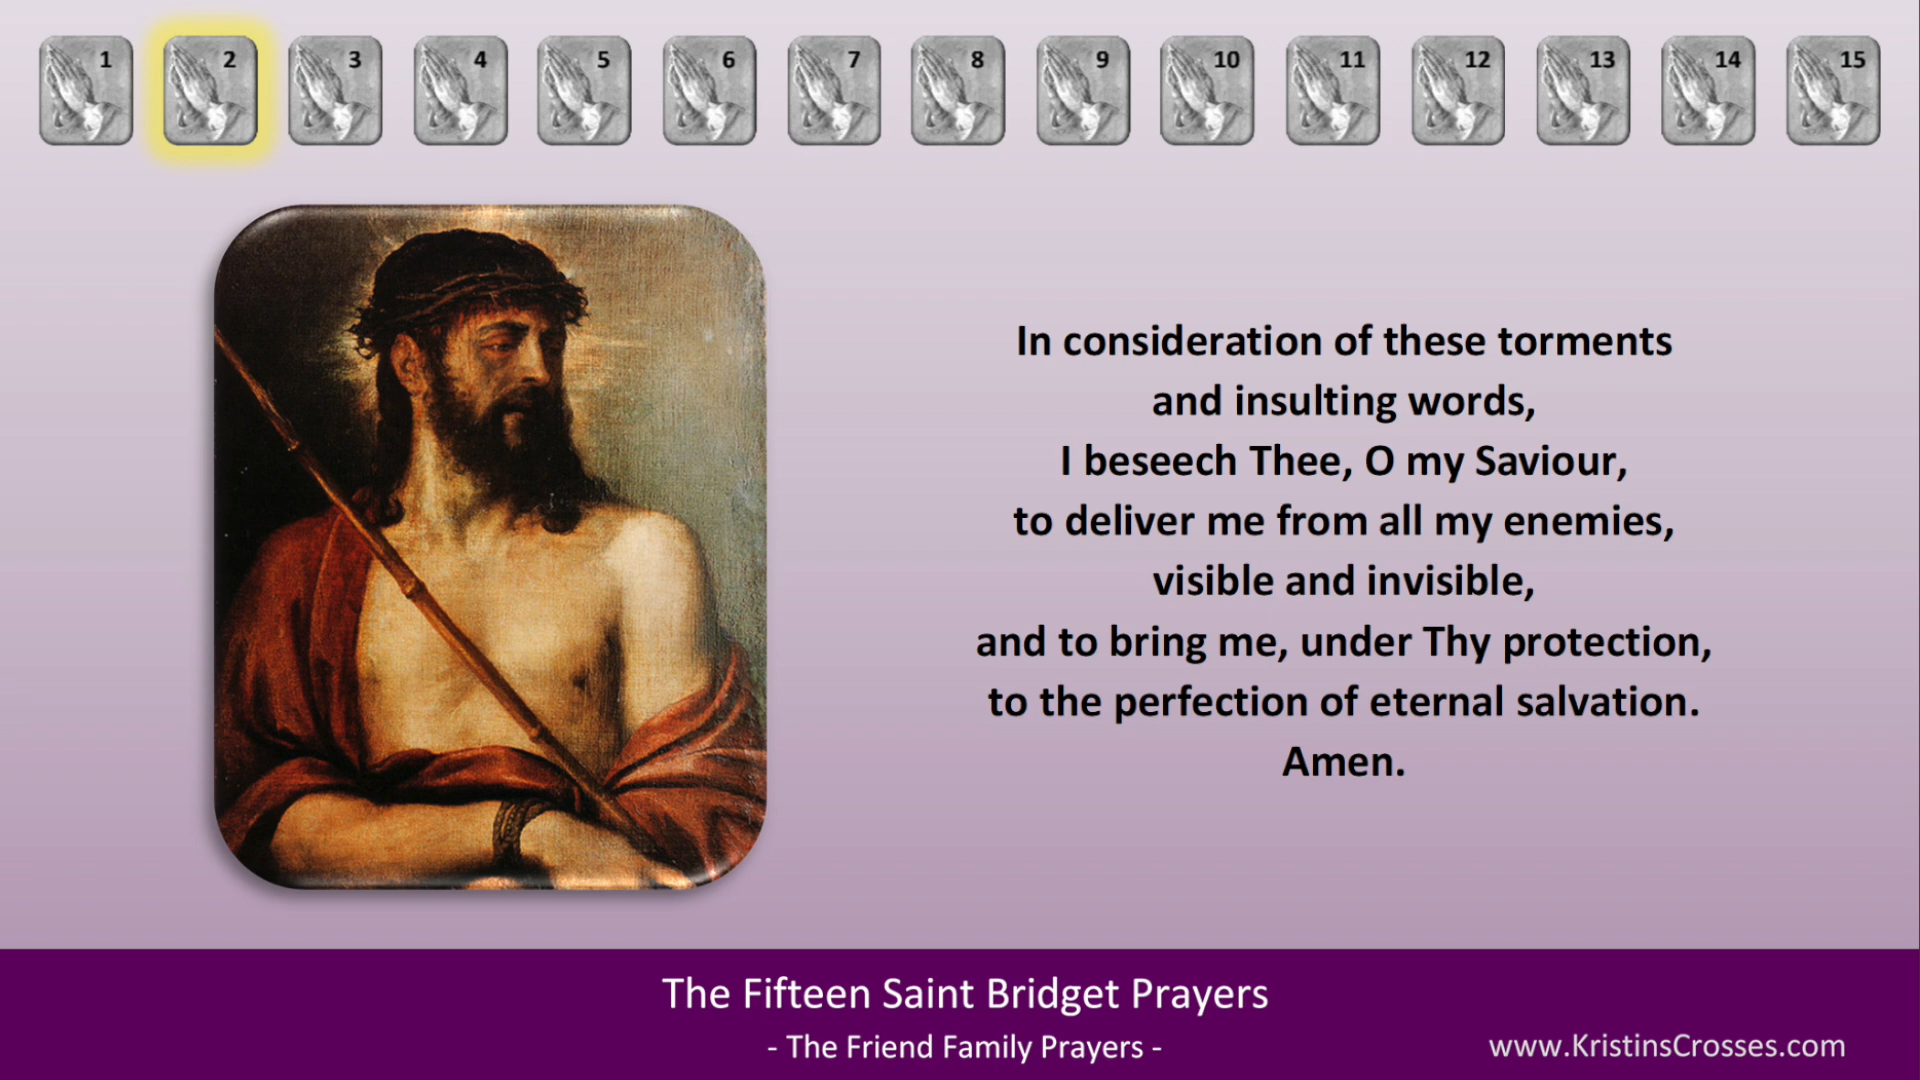 1 2 3 4 5 6 7 8 9 10 11 12 13 14 15
In consideration of these torments
and insulting words,
I beseech Thee, O my Saviour,
to deliver me from all my enemies,
visible and invisible,
and to bring me, under Thy protection,
to the perfection of eternal salvation.
Amen.
The Fifteen Saint Bridget Prayers
- The Friend Family Prayers -
www.KristinsCrosses.com